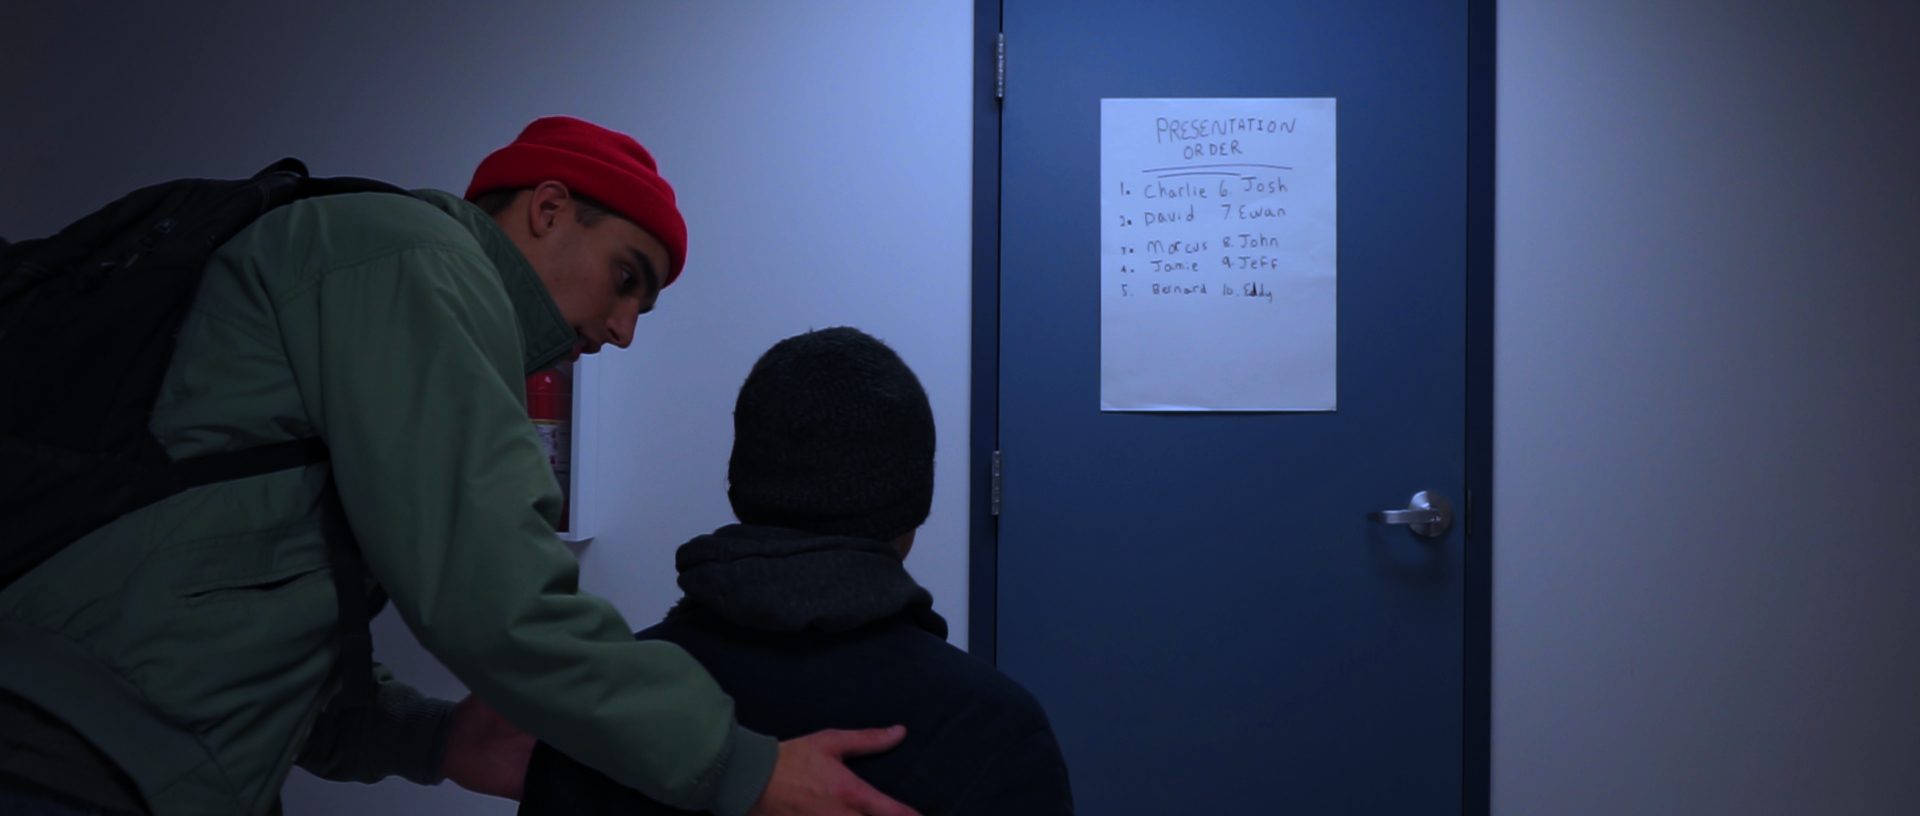 PRESENTATION
ORDER
1. Charlie 6. Josh
2. David 7. Ewan
3. Marcus 8. John
4. Jamie 9. Jeff
5. Bernard 10. Eddy